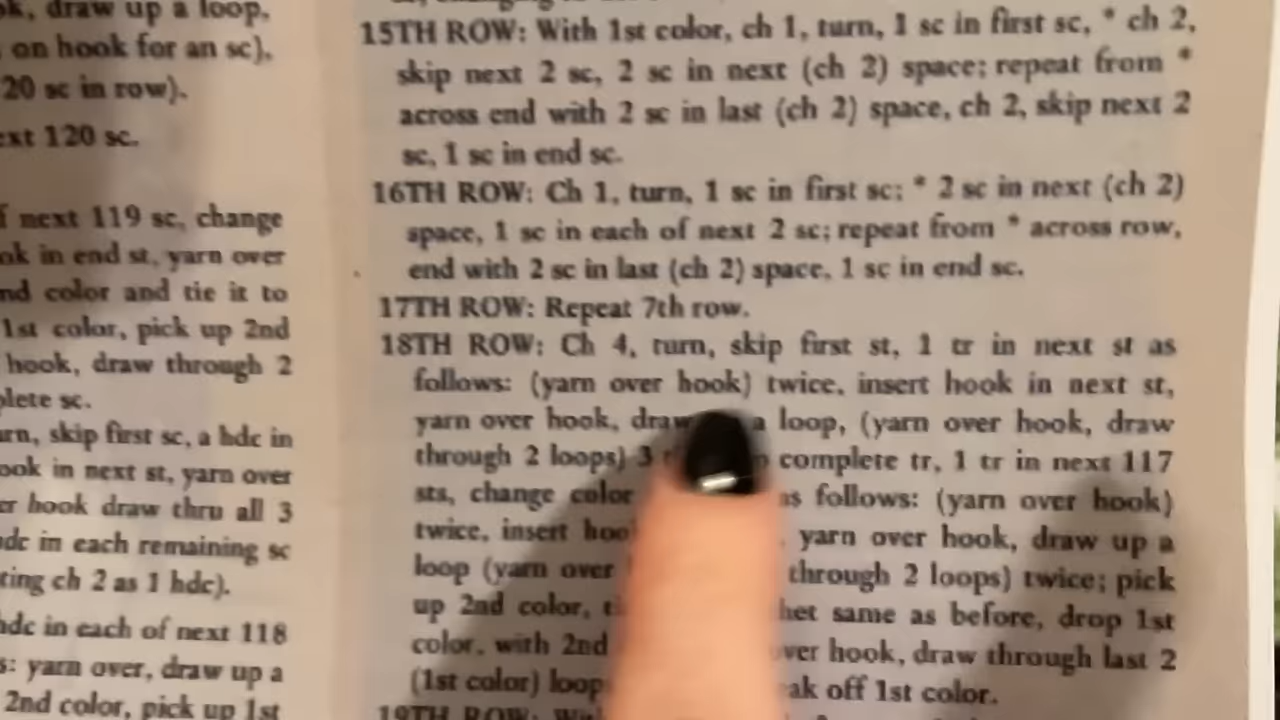 ok, draw up a loop,
on hook for an sc),
20 sc in row).
ext 120 sc.
f next 119 sc, change
ok in end st, yarn over
nd color and tie it to
1st color, pick up 2nd
hook, draw through 2
plete sc.
urn, skip first sc, a hdc in
ook in next st, yarn over
er hook draw thru all 3
hdc in each remaining sc
ting ch 2 as 1 hdc).
hdc in each of next 118
s: yarn over, draw up a
2nd color, pick up 1st
15TH ROW: With 1st color, ch 1, turn, 1 sc in first sc, * ch 2,
skip next 2 sc, 2 sc in next (ch 2) space; repeat from *
across end with 2 sc in last (ch 2) space, ch 2, skip next 2
sc, 1 sc in end sc.
16TH ROW: Ch 1, turn, 1 sc in first sc; * 2 sc in next (ch 2)
space, 1 sc in each of next 2 sc; repeat from * across row,
end with 2 sc in last (ch 2) space, 1 sc in end sc.
17TH ROW: Repeat 7th row.
18TH ROW: Ch 4, turn, skip first st, 1 tr in next st as
follows: (yarn over hook) twice, insert hook in next st,
yarn over hook, draw a loop, (yarn over hook, draw
through 2 loops) 3 complete tr, 1 tr in next 117
sts, change color as follows: (yarn over hook)
twice, insert yarn over hook, draw up a
loop (yarn over through 2 loops) twice; pick
up 2nd color, same as before, drop 1st
color, with 2nd over hook, draw through last 2
(1st color) off 1st color.
19TH ROW: